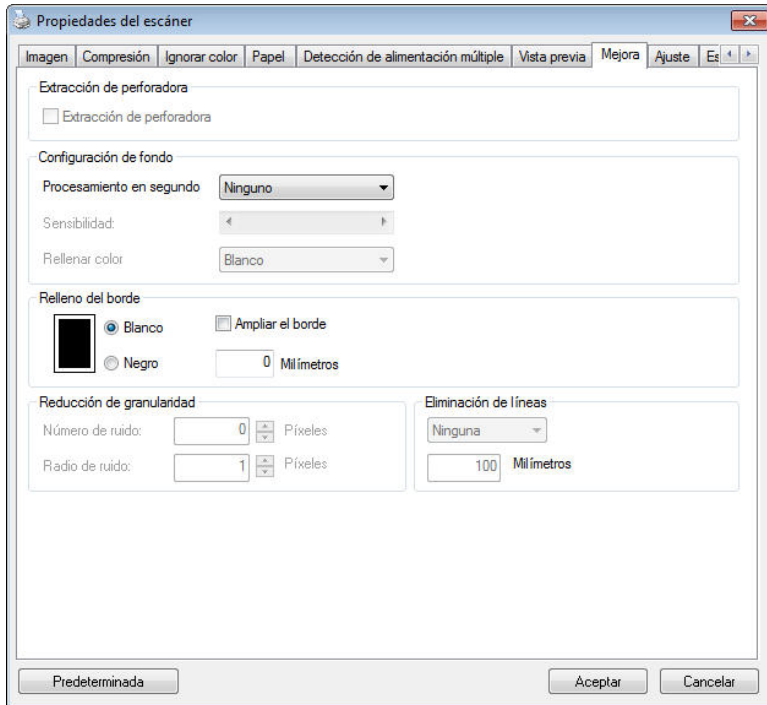 Propiedades del escáner
Imagen Compresión Ignorar color Papel Detección de alimentación múltiple Vista previa Mejora Ajuste
Extracción de perforadora
Extracción de perforadora
Configuración de fondo
Procesamiento en segundo Ninguno
Sensibilidad:
Rellenar color Blanco
Relleno del borde
Blanco Ampliar el borde
Negro 0 Milímetros
Reducción de granularidad
Número de ruido: 0 Píxeles
Radio de ruido: 1 Píxeles
Eliminación de líneas
Ninguna
100 Milímetros
Predeterminada Aceptar Cancelar